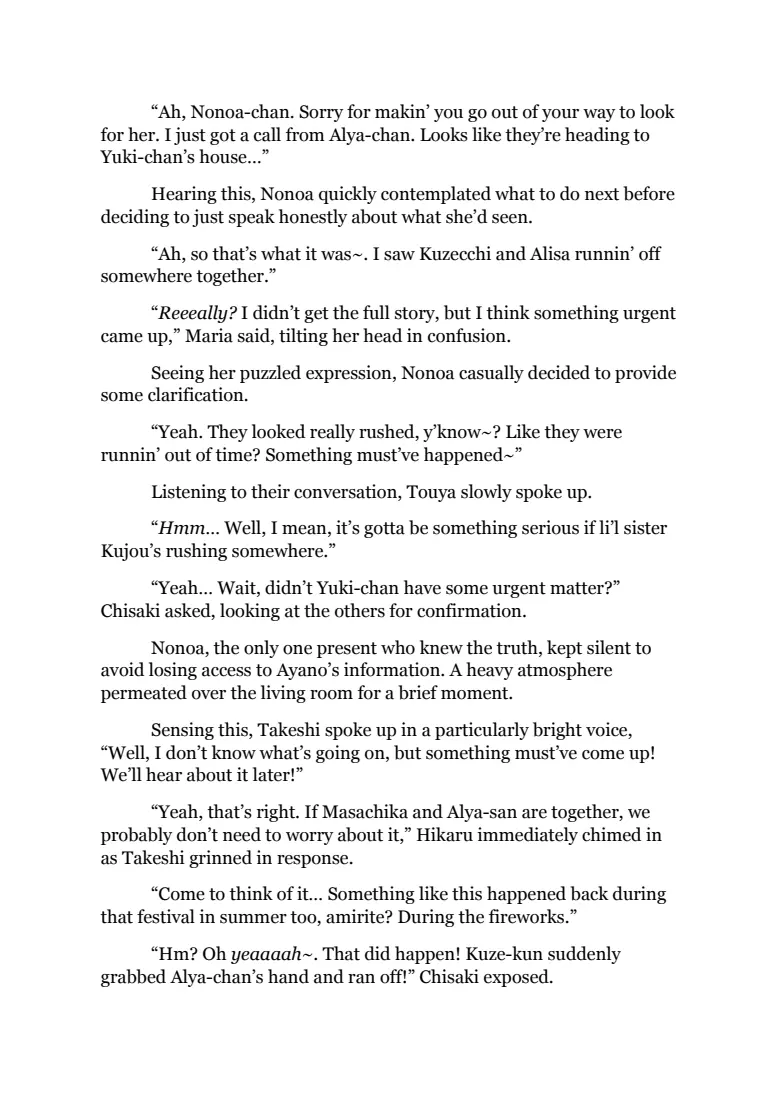 “Ah, Nonoa-chan. Sorry for makin’ you go out of your way to look
for her. I just got a call from Alya-chan. Looks like they’re heading to
Yuki-chan’s house…”
Hearing this, Nonoa quickly contemplated what to do next before
deciding to just speak honestly about what she’d seen.
“Ah, so that’s what it was~. I saw Kuzecchi and Alisa runnin’ off
somewhere together.”
“Reeeally? I didn’t get the full story, but I think something urgent
came up,” Maria said, tilting her head in confusion.
Seeing her puzzled expression, Nonoa casually decided to provide
some clarification.
“Yeah. They looked really rushed, y’know~? Like they were
runnin’ out of time? Something must’ve happened~”
Listening to their conversation, Touya slowly spoke up.
“Hmm… Well, I mean, it’s gotta be something serious if li’l sister
Kujou’s rushing somewhere.”
“Yeah… Wait, didn’t Yuki-chan have some urgent matter?”
Chisaki asked, looking at the others for confirmation.
Nonoa, the only one present who knew the truth, kept silent to
avoid losing access to Ayano’s information. A heavy atmosphere
permeated over the living room for a brief moment.
Sensing this, Takeshi spoke up in a particularly bright voice,
“Well, I don’t know what’s going on, but something must’ve come up!
We’ll hear about it later!”
“Yeah, that’s right. If Masachika and Alya-san are together, we
probably don’t need to worry about it,” Hikaru immediately chimed in
as Takeshi grinned in response.
“Come to think of it… Something like this happened back during
that festival in summer too, amirite? During the fireworks.”
“Hm? Oh yeaaaah~. That did happen! Kuze-kun suddenly
grabbed Alya-chan’s hand and ran off!” Chisaki exposed.